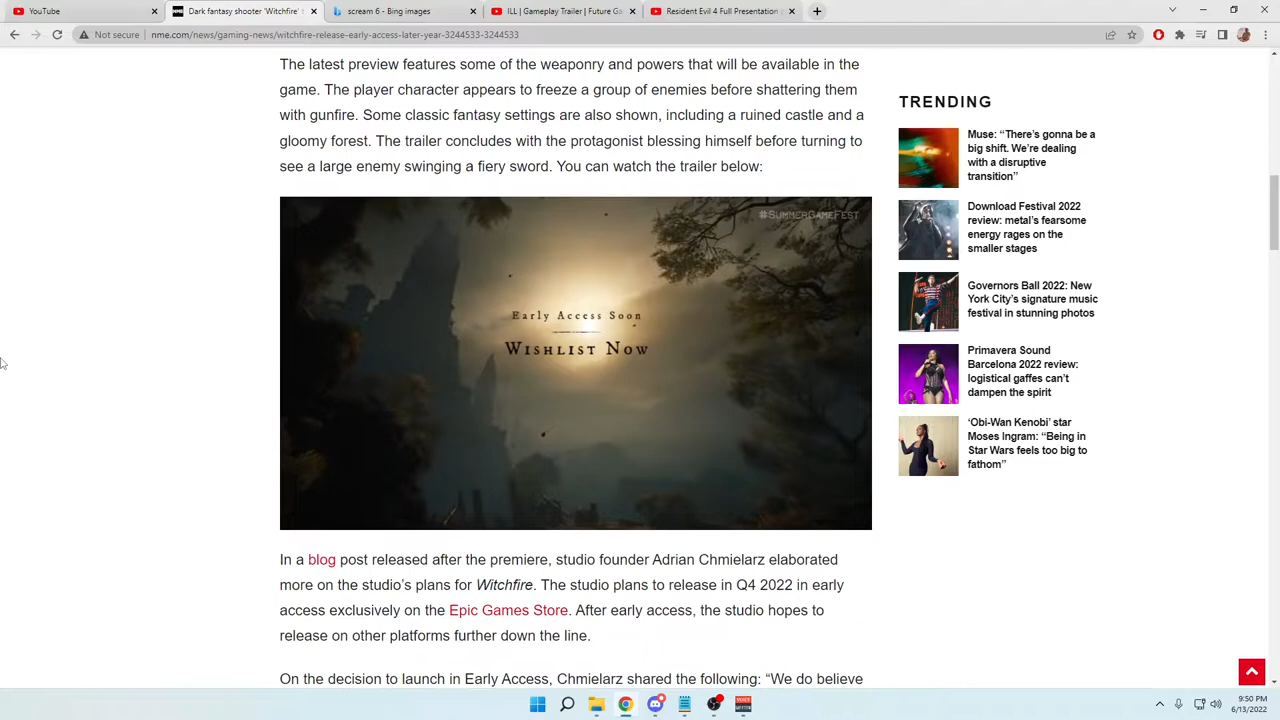 YouTube
NME
Dark fantasy shooter 'Witchfire'
scream 6 - Bing images
ILL | Gameplay Trailer | Future Ga
Resident Evil 4 Full Presentation
Not secure
nme.com/news/gaming-news/witchfire-release-early-access-later-year-3244533-3244533
The latest preview features some of the weaponry and powers that will be available in the
game. The player character appears to freeze a group of enemies before shattering them
with gunfire. Some classic fantasy settings are also shown, including a ruined castle and a
gloomy forest. The trailer concludes with the protagonist blessing himself before turning to
see a large enemy swinging a fiery sword. You can watch the trailer below:
#SUMMERGAMEFEST
Early Access Soon
Wishlist Now
In a blog post released after the premiere, studio founder Adrian Chmielarz elaborated
more on the studio's plans for Witchfire. The studio plans to release in Q4 2022 in early
access exclusively on the Epic Games Store. After early access, the studio hopes to
release on other platforms further down the line.
On the decision to launch in Early Access, Chmielarz shared the following: “We do believe
TRENDING
Muse: “There's gonna be a
big shift. We're dealing
with a disruptive
transition”
Download Festival 2022
review: metal's fearsome
energy rages on the
smaller stages
Governors Ball 2022: New
York City's signature music
festival in stunning photos
Primavera Sound
Barcelona 2022 review:
logistical gaffes can't
dampen the spirit
‘Obi-Wan Kenobi’ star
Moses Ingram: “Being in
Star Wars feels too big to
fathom”
9:50 PM
6/13/2022